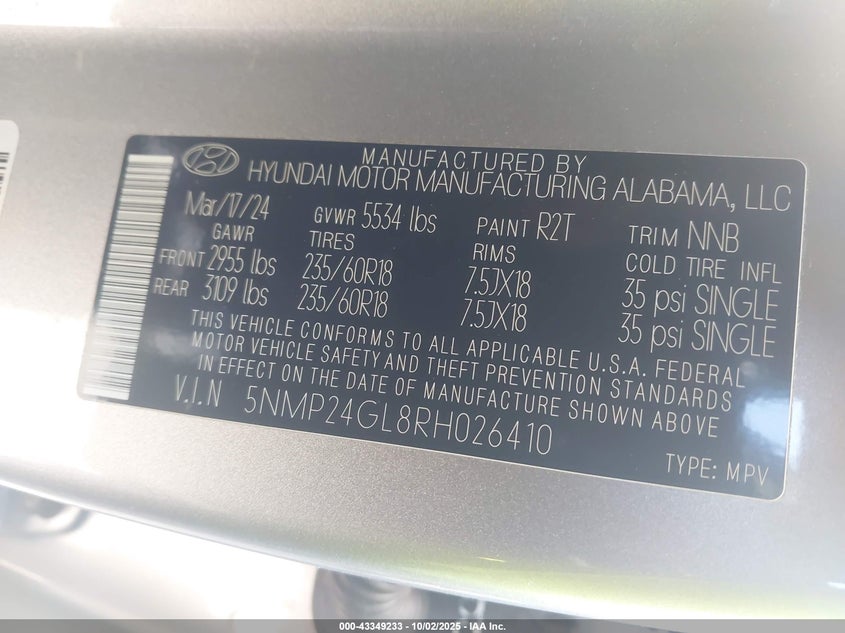 MANUFACTURED BY
HYUNDAI MOTOR MANUFACTURING ALABAMA, LLC
Mar/17/24 GVWR 5534 lbs PAINT R2T TRIM NNB
GAWR TIRES RIMS COLD TIRE INFL
FRONT 2955 lbs 235/60R18 7.5JX18 35 psi SINGLE
REAR 3109 lbs 235/60R18 7.5JX18 35 psi SINGLE
THIS VEHICLE CONFORMS TO ALL APPLICABLE U.S.A. FEDERAL
MOTOR VEHICLE SAFETY AND THEFT PREVENTION STANDARDS
IN EFFECT ON THE DATE OF MANUFACTURE SHOWN ABOVE
V.I.N 5NMP24GL8RH026410
TYPE: MPV
000-43349233 - 10/02/2025 - IAA Inc.